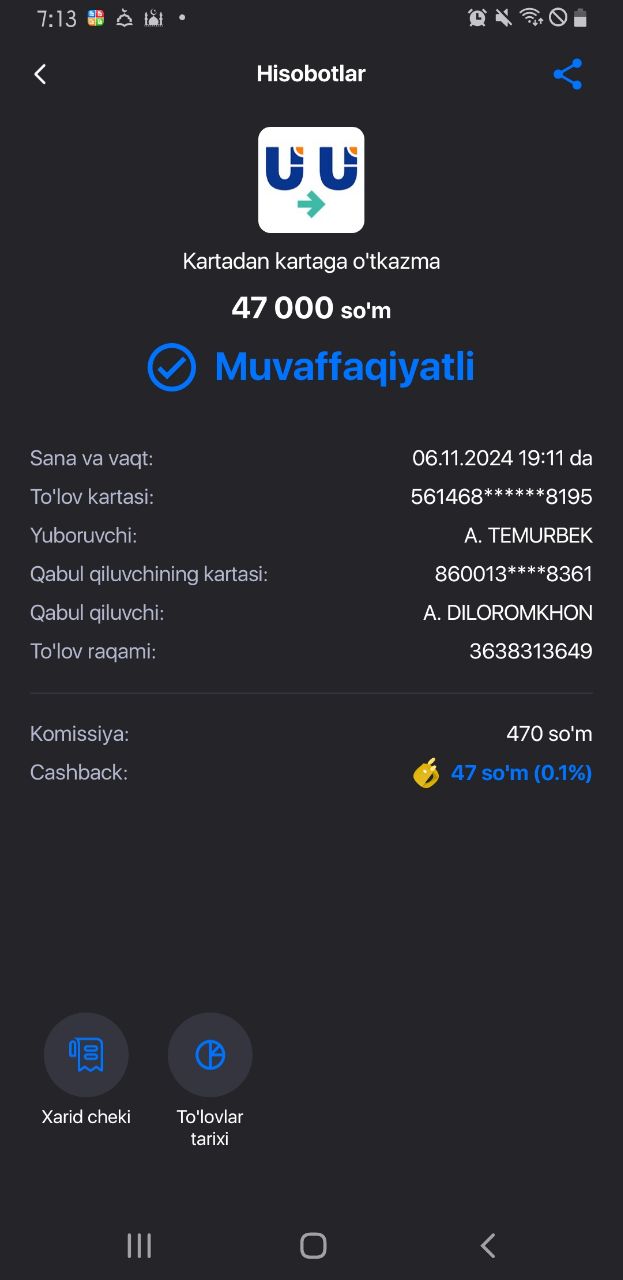 7:13
Hisobotlar
Kartadan kartaga o'tkazma
47 000 so'm
Muvaffaqiyatli
Sana va vaqt: 06.11.2024 19:11 da
To'lov kartasi: 561468******8195
Yuboruvchi: A. TEMURBEK
Qabul qiluvchining kartasi: 860013****8361
Qabul qiluvchi: A. DILOROMKHON
To'lov raqami: 3638313649
Komissiya: 470 so'm
Cashback: 47 so'm (0.1%)
Xarid cheki
To'lovlar
tarixi